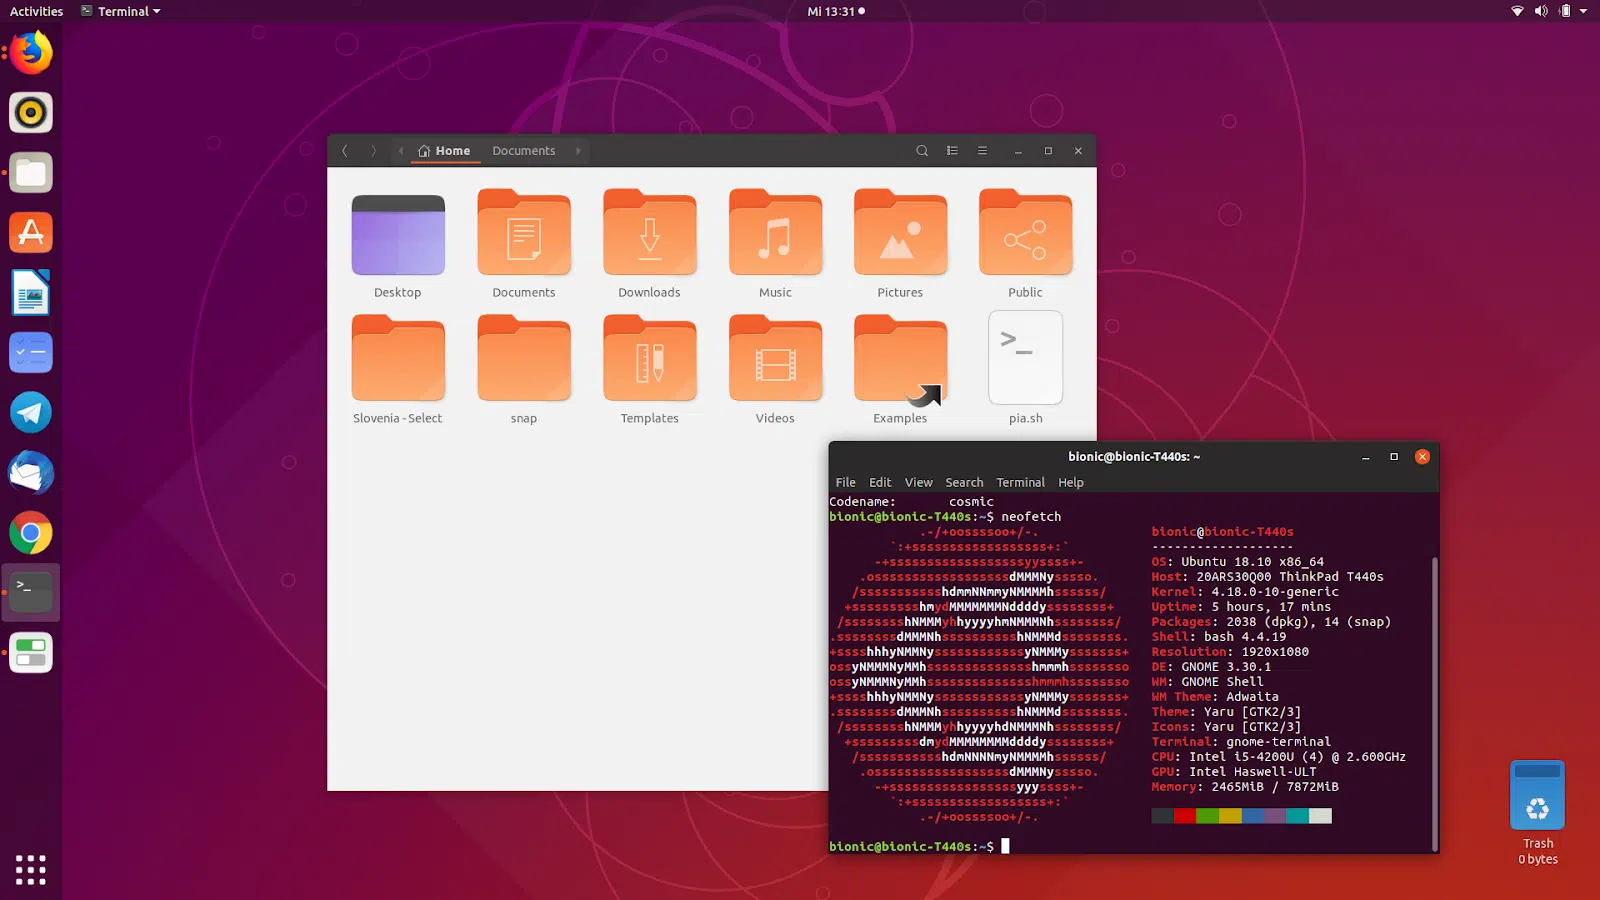 Activities Terminal Mi 13:31
Home Documents
Desktop Documents Downloads Music Pictures Public
Slovenia - Select snap Templates Videos Examples pia.sh
>_
bionic@bionic-T440s: ~
File Edit View Search Terminal Help
Codename: cosmic
bionic@bionic-T440s:~$ neofetch
.-/+oossssoo+/-.
`:+ssssssssssssssssss+:`
-+ssssssssssssssssssyyssss+-
.ossssssssssssssssssdMMMNysssso.
/ssssssssssshdmmNNmmyNMMMMhssssss/
+ssssssssshmydMMMMMMMNddddyssssssss+
/sssssssshNMMMyhhyyyyhmNMMMNhssssssss/
.ssssssssdMMMNhsssssssssshNMMMdssssssss.
+sssshhhyNMMNyssssssssssssyNMMMysssssss+
ossyNMMMNyMMhsssssssssssssshmmmhssssssso
ossyNMMMNyMMhsssssssssssssshmmmhssssssso
+sssshhhyNMMNyssssssssssssyNMMMysssssss+
.ssssssssdMMMNhsssssssssshNMMMdssssssss.
/sssssssshNMMMyhhyyyyhdNMMMNhssssssss/
+sssssssssdmydMMMMMMMMddddyssssssss+
/ssssssssssshdmNNNNmyNMMMMhssssss/
.ossssssssssssssssssdMMMNysssso.
-+sssssssssssssssssyyyssss+-
`:+ssssssssssssssssss+:`
.-/+oossssoo+/-.
bionic@bionic-T440s
-------------------
OS: Ubuntu 18.10 x86_64
Host: 20ARS30Q00 ThinkPad T440s
Kernel: 4.18.0-10-generic
Uptime: 5 hours, 17 mins
Packages: 2038 (dpkg), 14 (snap)
Shell: bash 4.4.19
Resolution: 1920x1080
DE: GNOME 3.30.1
WM: GNOME Shell
WM Theme: Adwaita
Theme: Yaru [GTK2/3]
Icons: Yaru [GTK2/3]
Terminal: gnome-terminal
CPU: Intel i5-4200U (4) @ 2.600GHz
GPU: Intel Haswell-ULT
Memory: 2465MiB / 7872MiB
bionic@bionic-T440s:~$
Trash
0 bytes